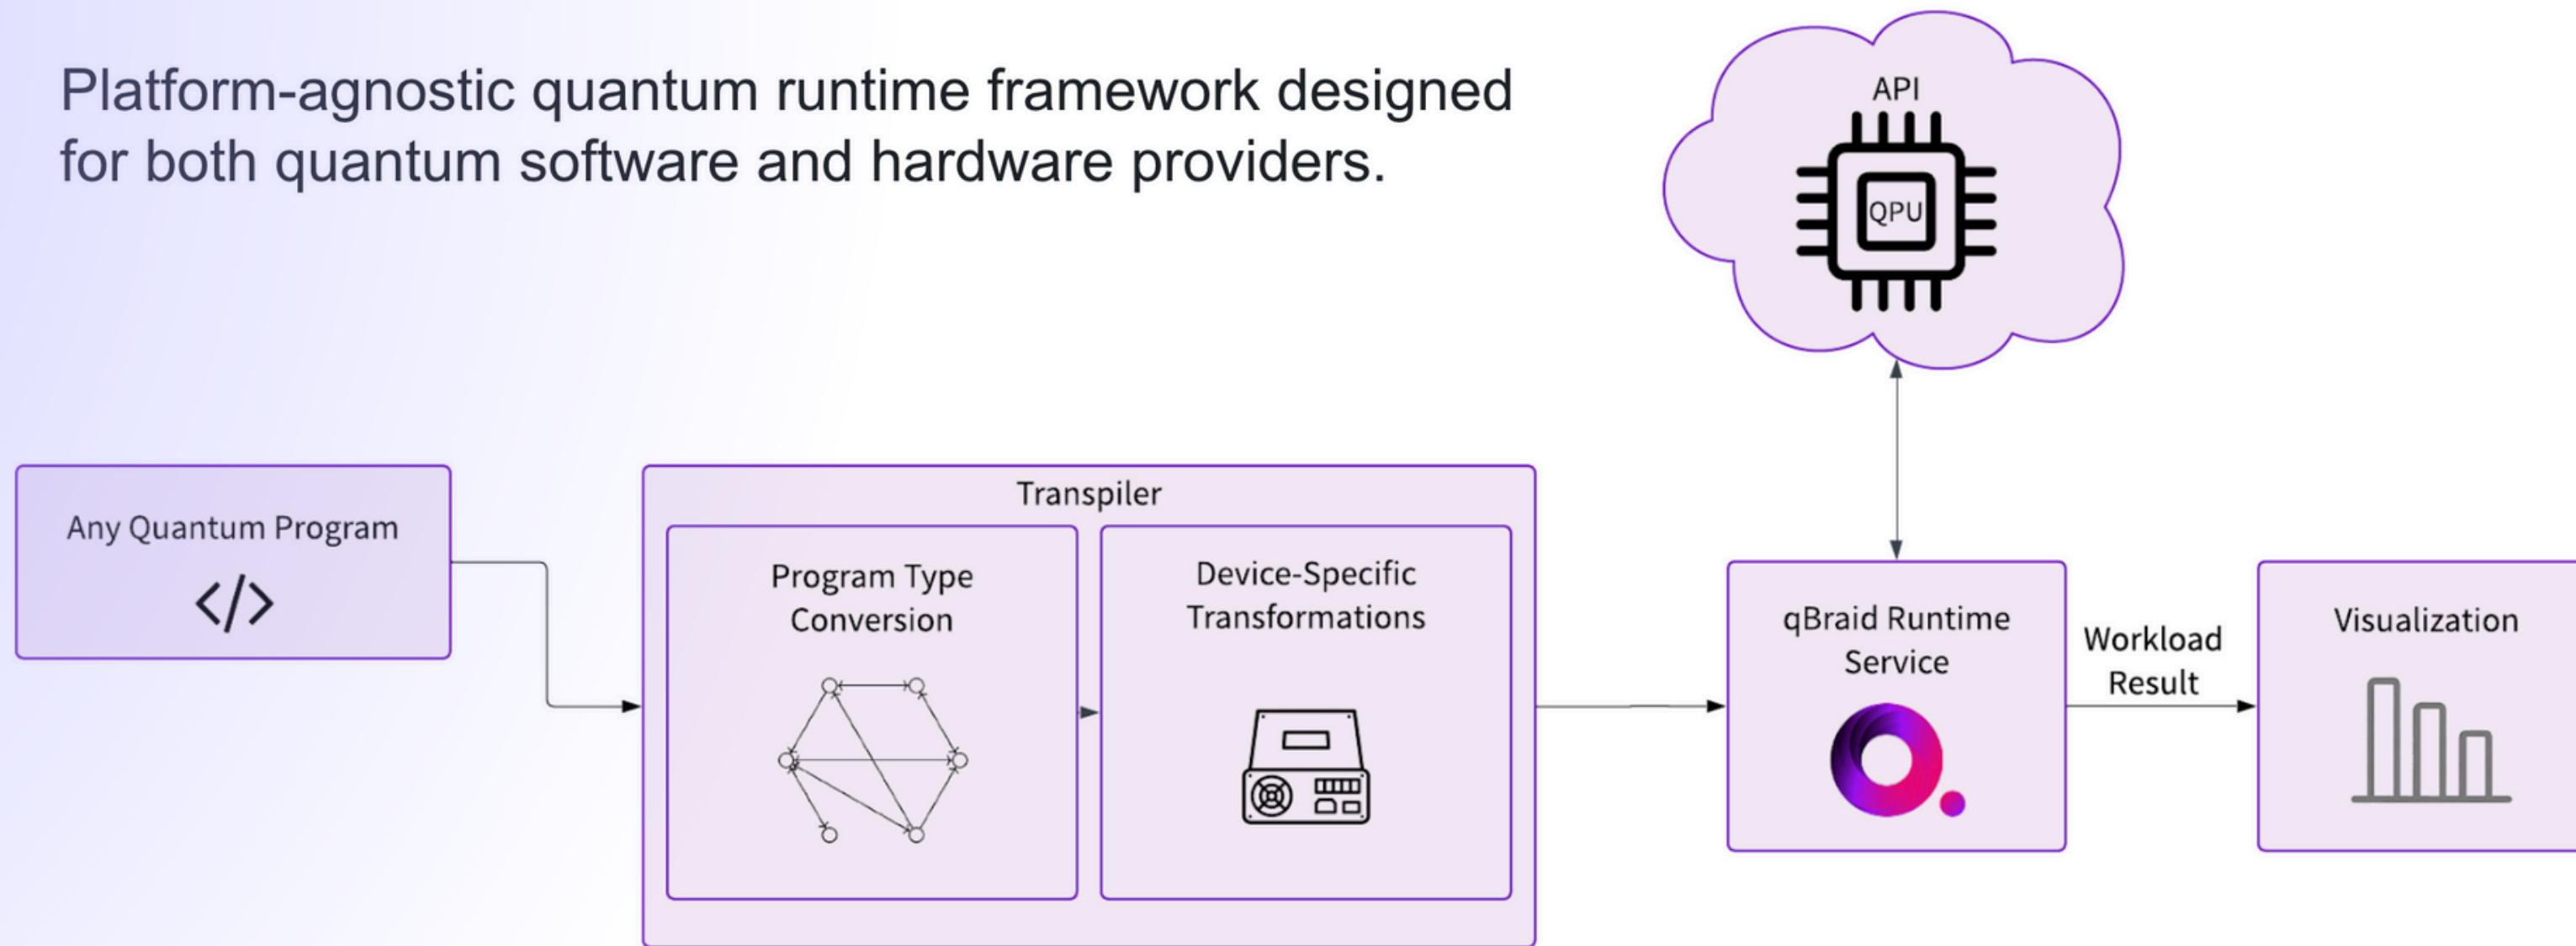 Platform-agnostic quantum runtime framework designed
for both quantum software and hardware providers.
API
QPU
Any Quantum Program
</>
Transpiler
Program Type
Conversion
Device-Specific
Transformations
qBraid Runtime
Service
Workload
Result
Visualization